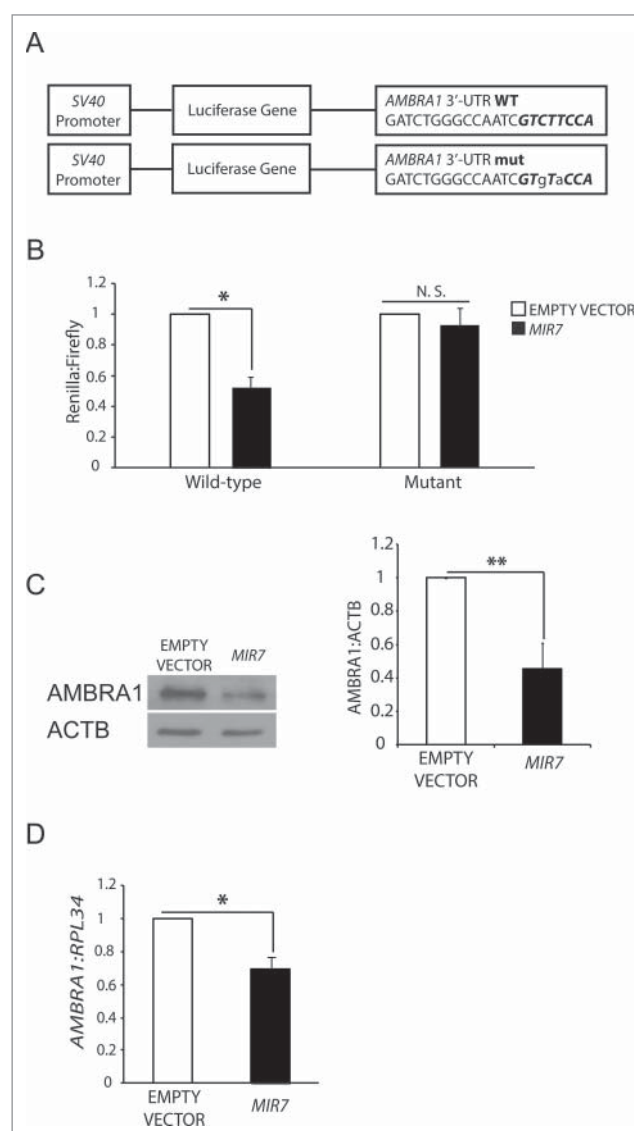 A
SV40
Promoter
Luciferase Gene
AMBRA1 3'-UTR WT
GATCTGGGCCAATCGTCTTCCA
SV40
Promoter
Luciferase Gene
AMBRA1 3'-UTR mut
GATCTGGGCCAATCGTgTaCCA
B
Renilla:Firefly
1.2
1
0.8
0.6
0.4
0.2
0
*
N. S.
EMPTY VECTOR
MIR7
Wild-type
Mutant
C
EMPTY
VECTOR
MIR7
AMBRA1
ACTB
AMBRA1:ACTB
1.2
1
0.8
0.6
0.4
0.2
0
**
EMPTY
VECTOR
MIR7
D
AMBRA1:RPL34
1.2
1
0.8
0.6
0.4
0.2
0
*
EMPTY
VECTOR
MIR7